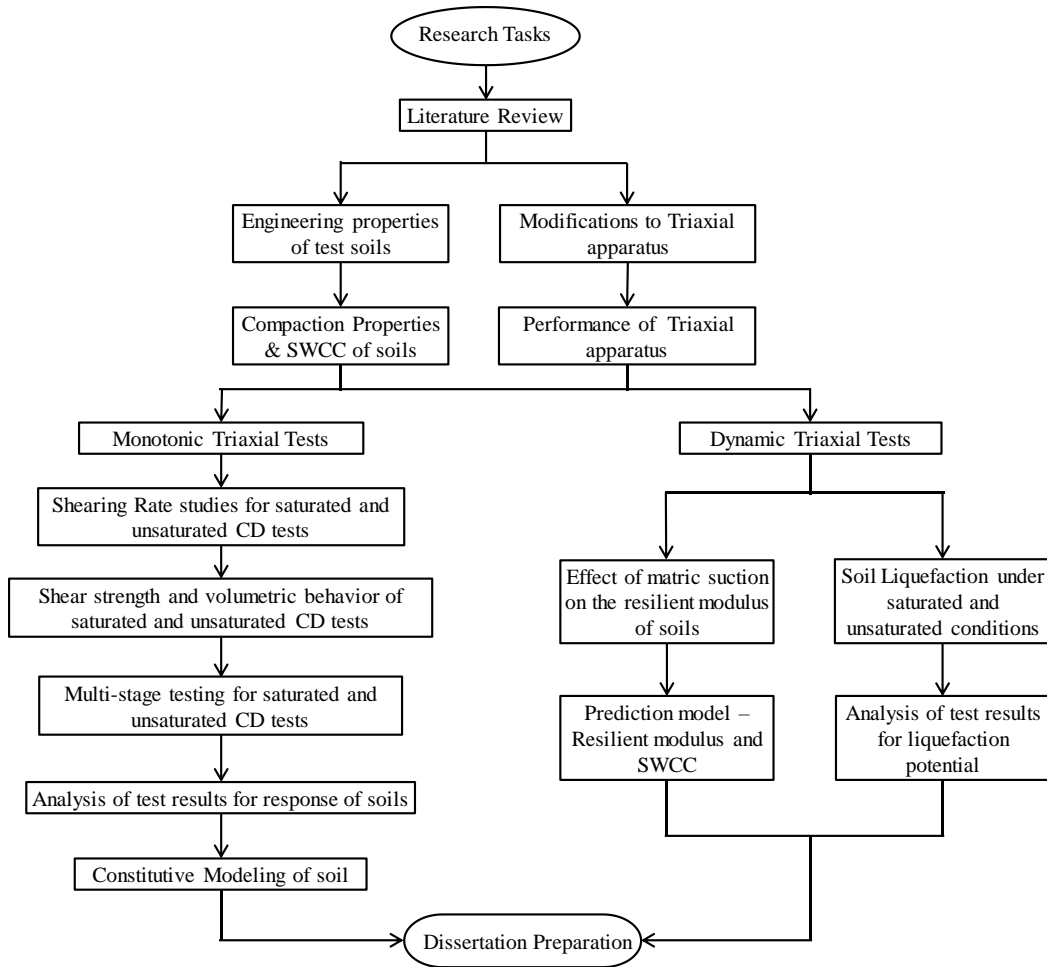 Research Tasks
Literature Review
Engineering properties
of test soils
Modifications to Triaxial
apparatus
Compaction Properties
& SWCC of soils
Performance of Triaxial
apparatus
Monotonic Triaxial Tests
Dynamic Triaxial Tests
Shearing Rate studies for saturated and
unsaturated CD tests
Shear strength and volumetric behavior of
saturated and unsaturated CD tests
Multi-stage testing for saturated and
unsaturated CD tests
Analysis of test results for response of soils
Constitutive Modeling of soil
Effect of matric suction
on the resilient modulus
of soils
Soil Liquefaction under
saturated and
unsaturated conditions
Prediction model –
Resilient modulus and
SWCC
Analysis of test results
for liquefaction
potential
Dissertation Preparation